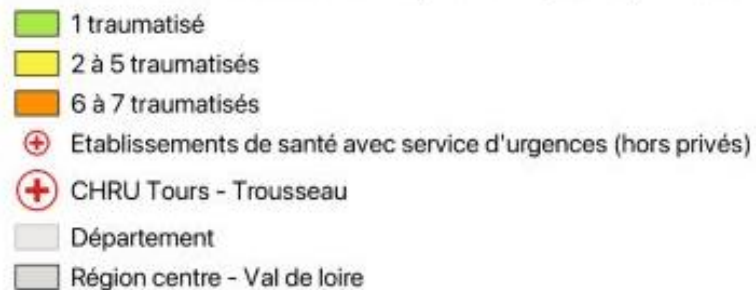 1 traumatisé
2 à 5 traumatisés
6 à 7 traumatisés
Etablissements de santé avec service d'urgences (hors privés)
CHRU Tours - Trousseau
Département
Région centre - Val de loire